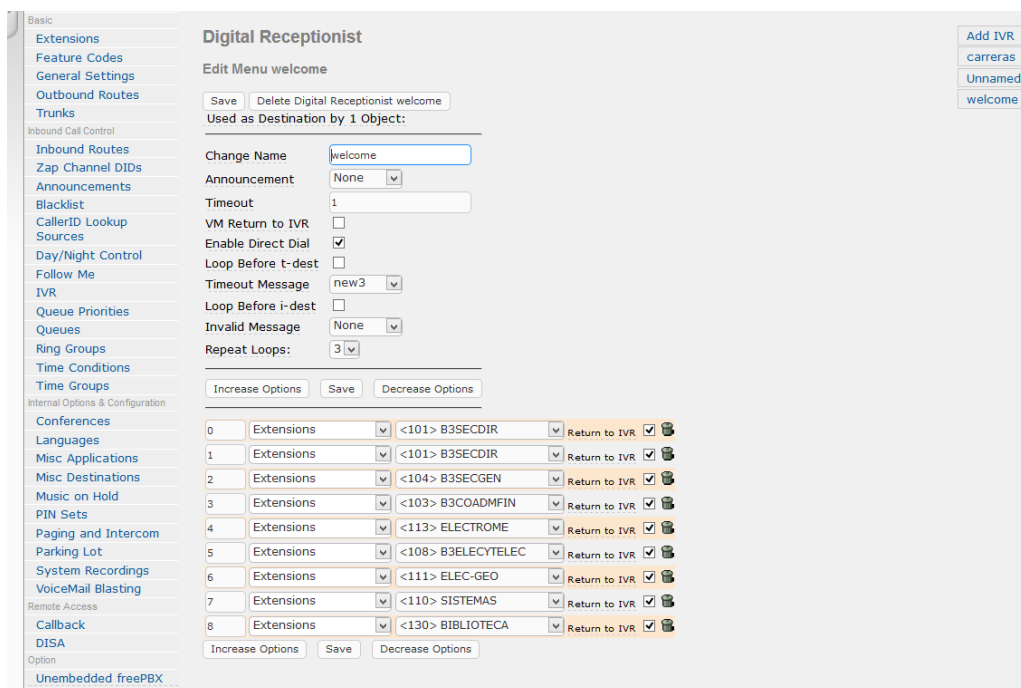 Basic
Extensions
Feature Codes
General Settings
Outbound Routes
Trunks
Inbound Call Control
Inbound Routes
Zap Channel DIDs
Announcements
Blacklist
CallerID Lookup
Sources
Day/Night Control
Follow Me
IVR
Queue Priorities
Queues
Ring Groups
Time Conditions
Time Groups
Internal Options & Configuration
Conferences
Languages
Misc Applications
Misc Destinations
Music on Hold
PIN Sets
Paging and Intercom
Parking Lot
System Recordings
VoiceMail Blasting
Remote Access
Callback
DISA
Option
Unembedded freePBX
Digital Receptionist
Edit Menu welcome
Save Delete Digital Receptionist welcome
Used as Destination by 1 Object:
Change Name welcome
Announcement None
Timeout 1
VM Return to IVR
Enable Direct Dial
Loop Before t-dest
Timeout Message new3
Loop Before i-dest
Invalid Message None
Repeat Loops: 3
Increase Options Save Decrease Options
0 Extensions <101> B3SECDIR Return to IVR
1 Extensions <101> B3SECDIR Return to IVR
2 Extensions <104> B3SECGEN Return to IVR
3 Extensions <103> B3COADMFIN Return to IVR
4 Extensions <113> ELECTROME Return to IVR
5 Extensions <108> B3ELECYTELEC Return to IVR
6 Extensions <111> ELEC-GEO Return to IVR
7 Extensions <110> SISTEMAS Return to IVR
8 Extensions <130> BIBLIOTECA Return to IVR
Increase Options Save Decrease Options
Add IVR
carreras
Unnamed
welcome